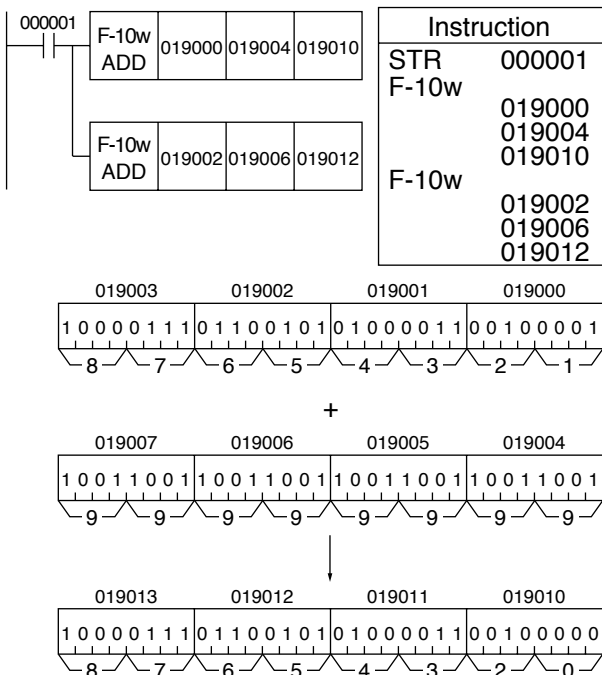 000001
F-10w ADD 019000 019004 019010
F-10w ADD 019002 019006 019012
Instruction
STR 000001
F-10w
019000
019004
019010
F-10w
019002
019006
019012
019003 019002 019001 019000
1 0 0 0 0 1 1 1 0 1 1 0 0 1 0 1 0 1 0 0 0 0 1 1 0 0 1 0 0 0 0 1
8 7 6 5 4 3 2 1
+
019007 019006 019005 019004
1 0 0 1 1 0 0 1 1 0 0 1 1 0 0 1 1 0 0 1 1 0 0 1 1 0 0 1 1 0 0 1
9 9 9 9 9 9 9 9
019013 019012 019011 019010
1 0 0 0 0 1 1 1 0 1 1 0 0 1 0 1 0 1 0 0 0 0 1 1 0 0 1 0 0 0 0 0
8 7 6 5 4 3 2 0